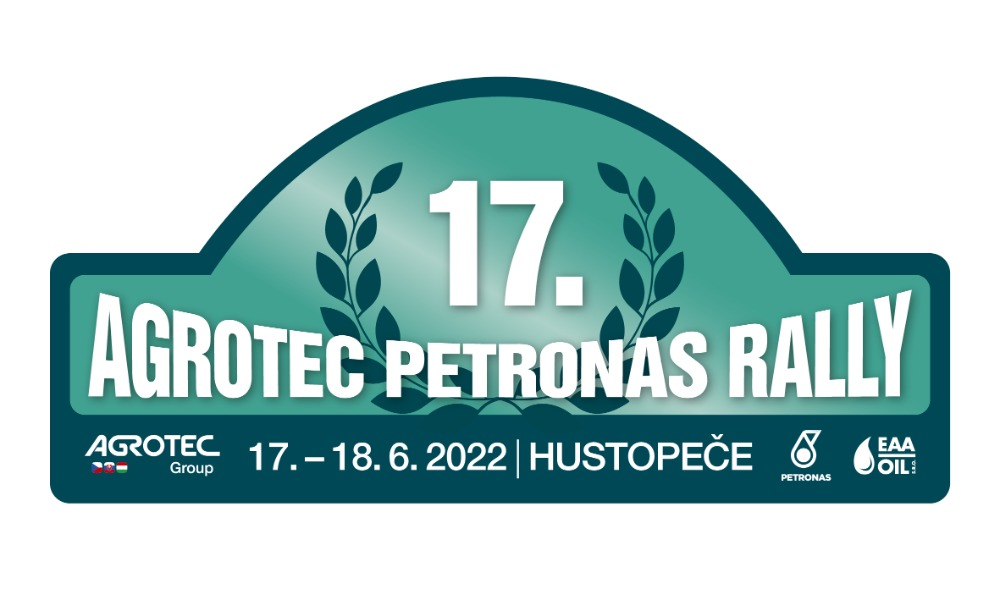 17.
AGROTEC PETRONAS RALLY
AGROTEC
Group
17. – 18. 6. 2022 | HUSTOPEČE
PETRONAS
EAA
OIL s.r.o.